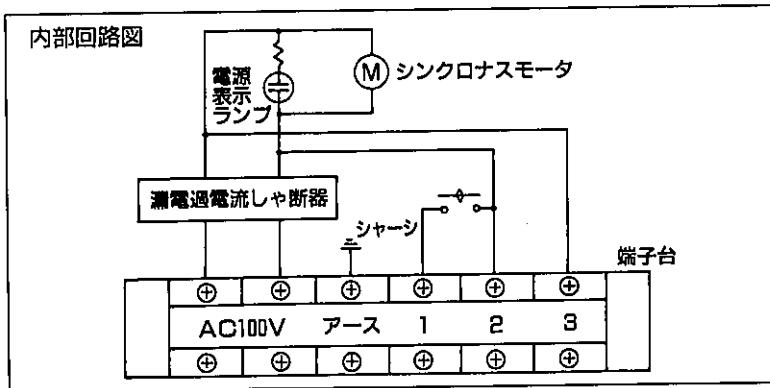 内部回路図
電源
表示
ランプ
M
シンクロナスモータ
漏電過電流しゃ断器
シャーシ
端子台
AC100V アース 1 2 3